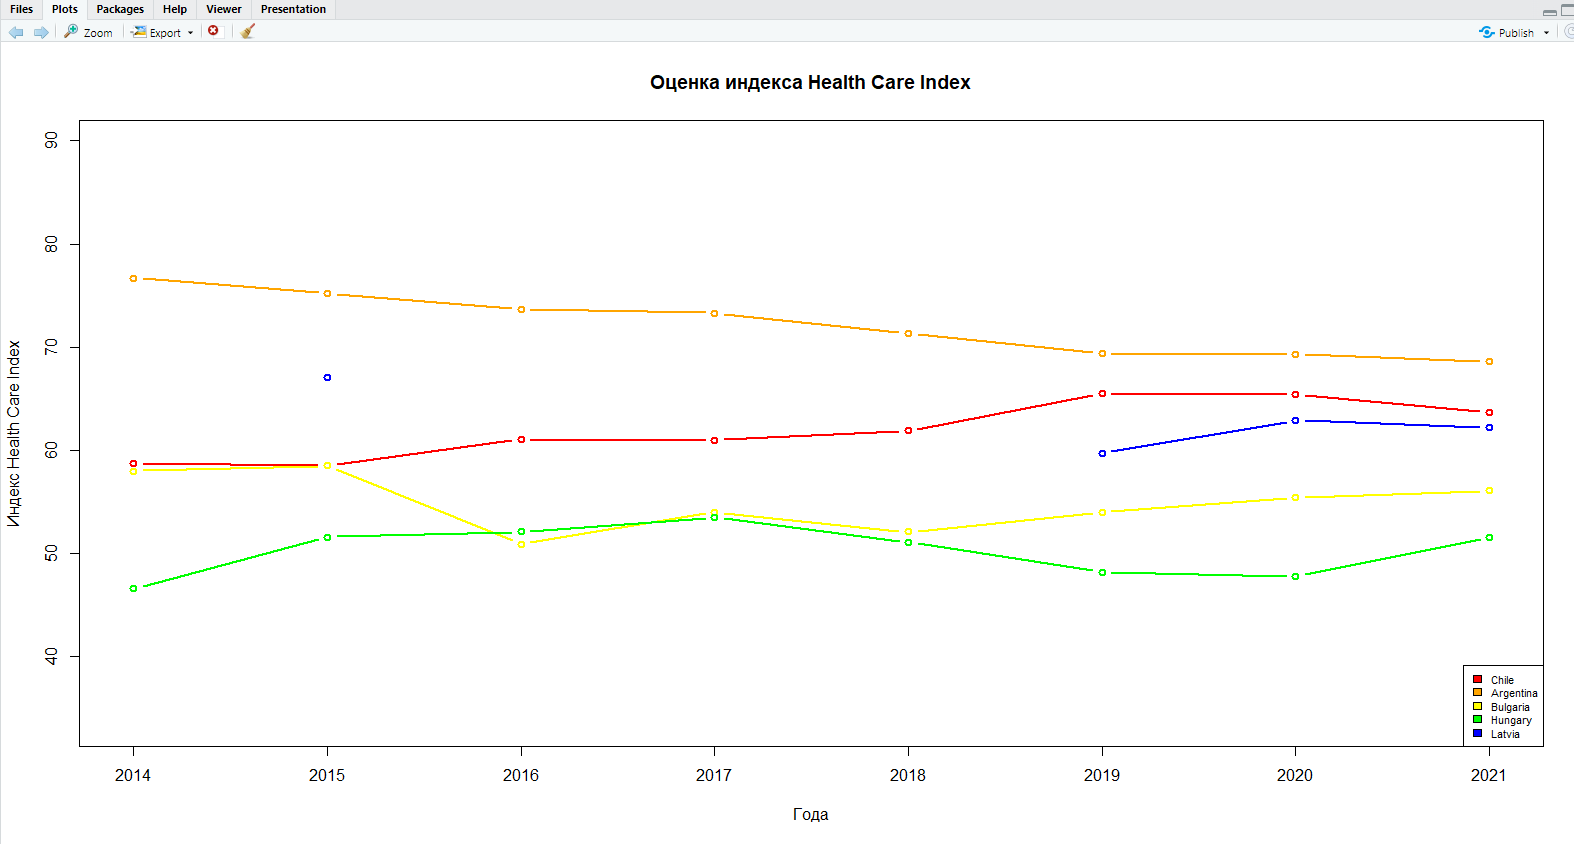 Files Plots Packages Help Viewer Presentation
Zoom Export Publish
Оценка индекса Health Care Index
90
80
70
60
50
40
Индекс Health Care Index
2014 2015 2016 2017 2018 2019 2020 2021
Года
Chile
Argentina
Bulgaria
Hungary
Latvia